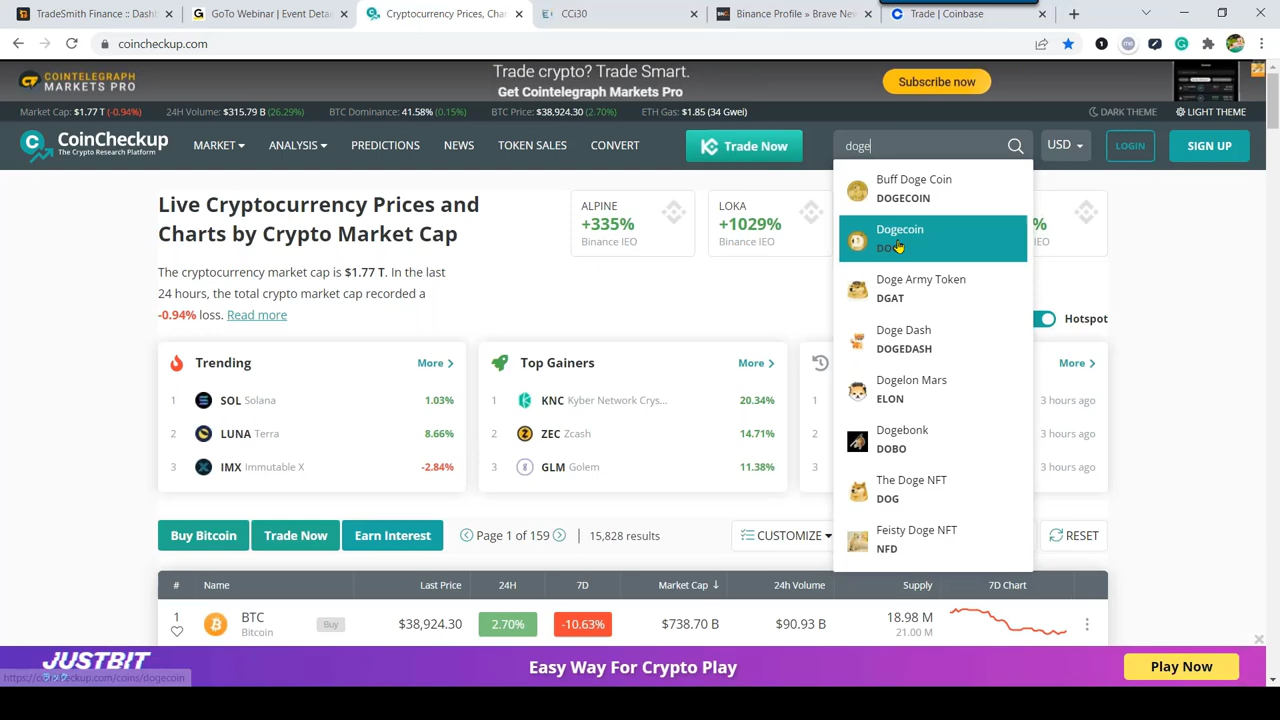 TradeSmith Finance :: Dashb
GoTo Webinar | Event Detai
Cryptocurrency Prices, Cha
CCi30
Binance Profile » Brave New
Trade | Coinbase
coincheckup.com
COINTELEGRAPH
MARKETS PRO
Trade crypto? Trade Smart.
Get Cointelegraph Markets Pro
Subscribe now
Market Cap: $1.77 T (-0.94%)
24H Volume: $315.79 B (26.29%)
BTC Dominance: 41.58% (0.15%)
BTC Price: $38,924.30 (2.70%)
ETH Gas: $1.85 (34 Gwei)
DARK THEME
LIGHT THEME
CoinCheckup
The Crypto Research Platform
MARKET
ANALYSIS
PREDICTIONS
NEWS
TOKEN SALES
CONVERT
Trade Now
doge
USD
LOGIN
SIGN UP
Live Cryptocurrency Prices and
Charts by Crypto Market Cap
The cryptocurrency market cap is $1.77 T. In the last
24 hours, the total crypto market cap recorded a
-0.94% loss. Read more
ALPINE
+335%
Binance IEO
LOKA
+1029%
Binance IEO
%
IEO
Buff Doge Coin
DOGECOIN
Dogecoin
Doge Army Token
DGAT
Doge Dash
DOGEDASH
Dogelon Mars
ELON
Dogebonk
DOBO
The Doge NFT
DOG
Feisty Doge NFT
NFD
Hotspot
Trending
More
1 SOL Solana 1.03%
2 LUNA Terra 8.66%
3 IMX Immutable X -2.84%
Top Gainers
More
1 KNC Kyber Network Crys... 20.34%
2 ZEC Zcash 14.71%
3 GLM Golem 11.38%
More
1 3 hours ago
2 3 hours ago
3 3 hours ago
Buy Bitcoin
Trade Now
Earn Interest
Page 1 of 159
15,828 results
CUSTOMIZE
RESET
# Name Last Price 24H 7D Market Cap ↓ 24h Volume Supply 7D Chart
1 BTC Buy $38,924.30 2.70% -10.63% $738.70 B $90.93 B 18.98 M
Bitcoin 21.00 M
JUSTBIT
Easy Way For Crypto Play
Play Now
https://coincheckup.com/coins/dogecoin